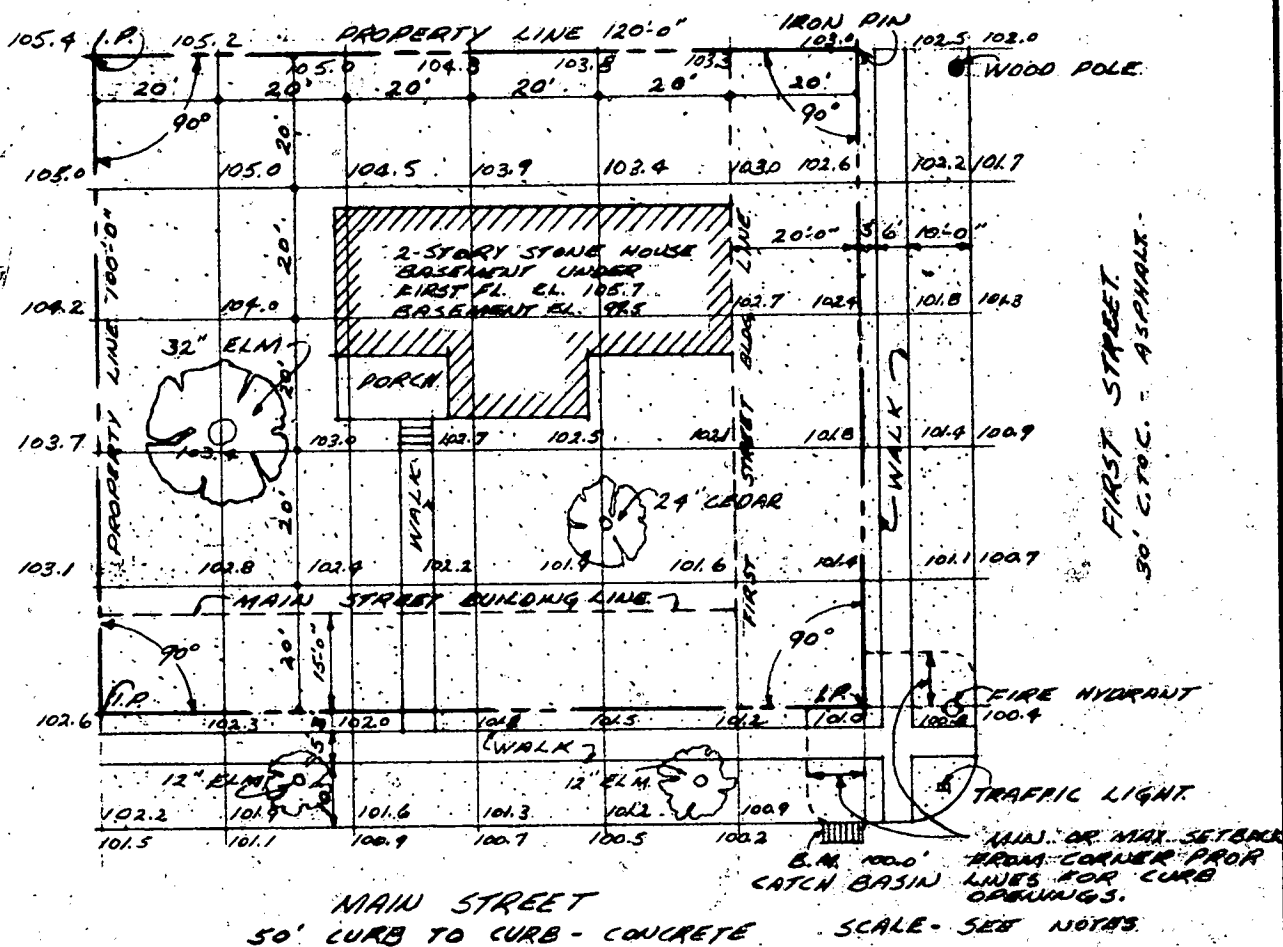 105.4 I.P. 105.2 PROPERTY LINE 120'-0" IRON PIN
103.0 102.5 102.0
105.0 104.3 103.8 103.3
WOOD POLE
20' 20' 20' 20' 20' 20'
90° 90°
20'
105.0 105.0 104.5 103.9 103.4 103.0 102.6 102.2 101.7
PROPERTY LINE 100'-0"
20'
2-STORY STONE HOUSE
BASEMENT UNDER
FIRST FL. EL. 105.7
BASEMENT EL. 99.5
20'-0" 6' 10'-0"
FIRST STREET BLDG LINE
104.2 104.0 102.7 102.4 101.8 101.3
32" ELM
20'
PORCH
103.7 103.4 103.0 102.7 102.5 102.1 101.8 101.4 100.9
WALK
WALK
FIRST STREET
30' C. TO C. - ASPHALT.
20'
24" CEDAR
103.1 102.8 102.4 102.2 101.9 101.6 101.4 101.1 100.7
MAIN STREET BUILDING LINE
90° 20' 15'-0" 90°
I.P. I.P. FIRE HYDRANT
102.6 102.3 102.0 101.8 101.5 101.2 101.0 100.8 100.4
WALK
12" ELM 12" ELM
TRAFFIC LIGHT
102.2 101.9 101.6 101.3 101.2 100.9
101.5 101.1 100.9 100.7 100.5 100.2
B.M. 100.0'
CATCH BASIN
MIN. OR MAX. SETBACK
FROM CORNER PROP
LINES FOR CURB
OPENINGS.
MAIN STREET
50' CURB TO CURB - CONCRETE SCALE - SEE NOTES